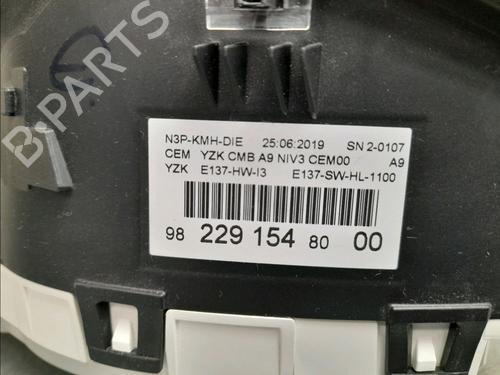 B-PARTS
N3P-KMH-DIE 25:06:2019 SN 2-0107
CEM YZK CMB A9 NIV3 CEM00 A9
YZK E137-HW-I3 E137-SW-HL-1100
98 229 154 80 00
B-PARTS